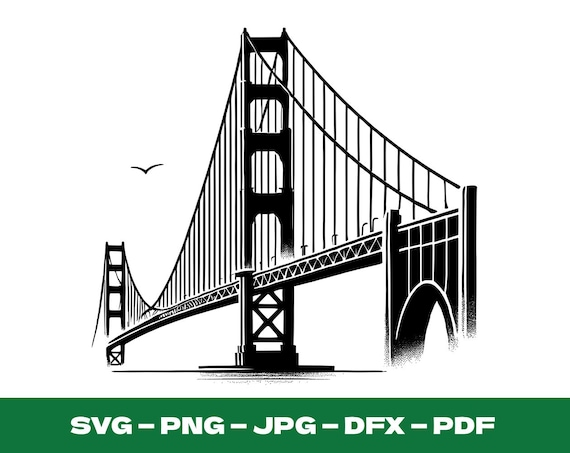 SVG – PNG – JPG – DFX – PDF